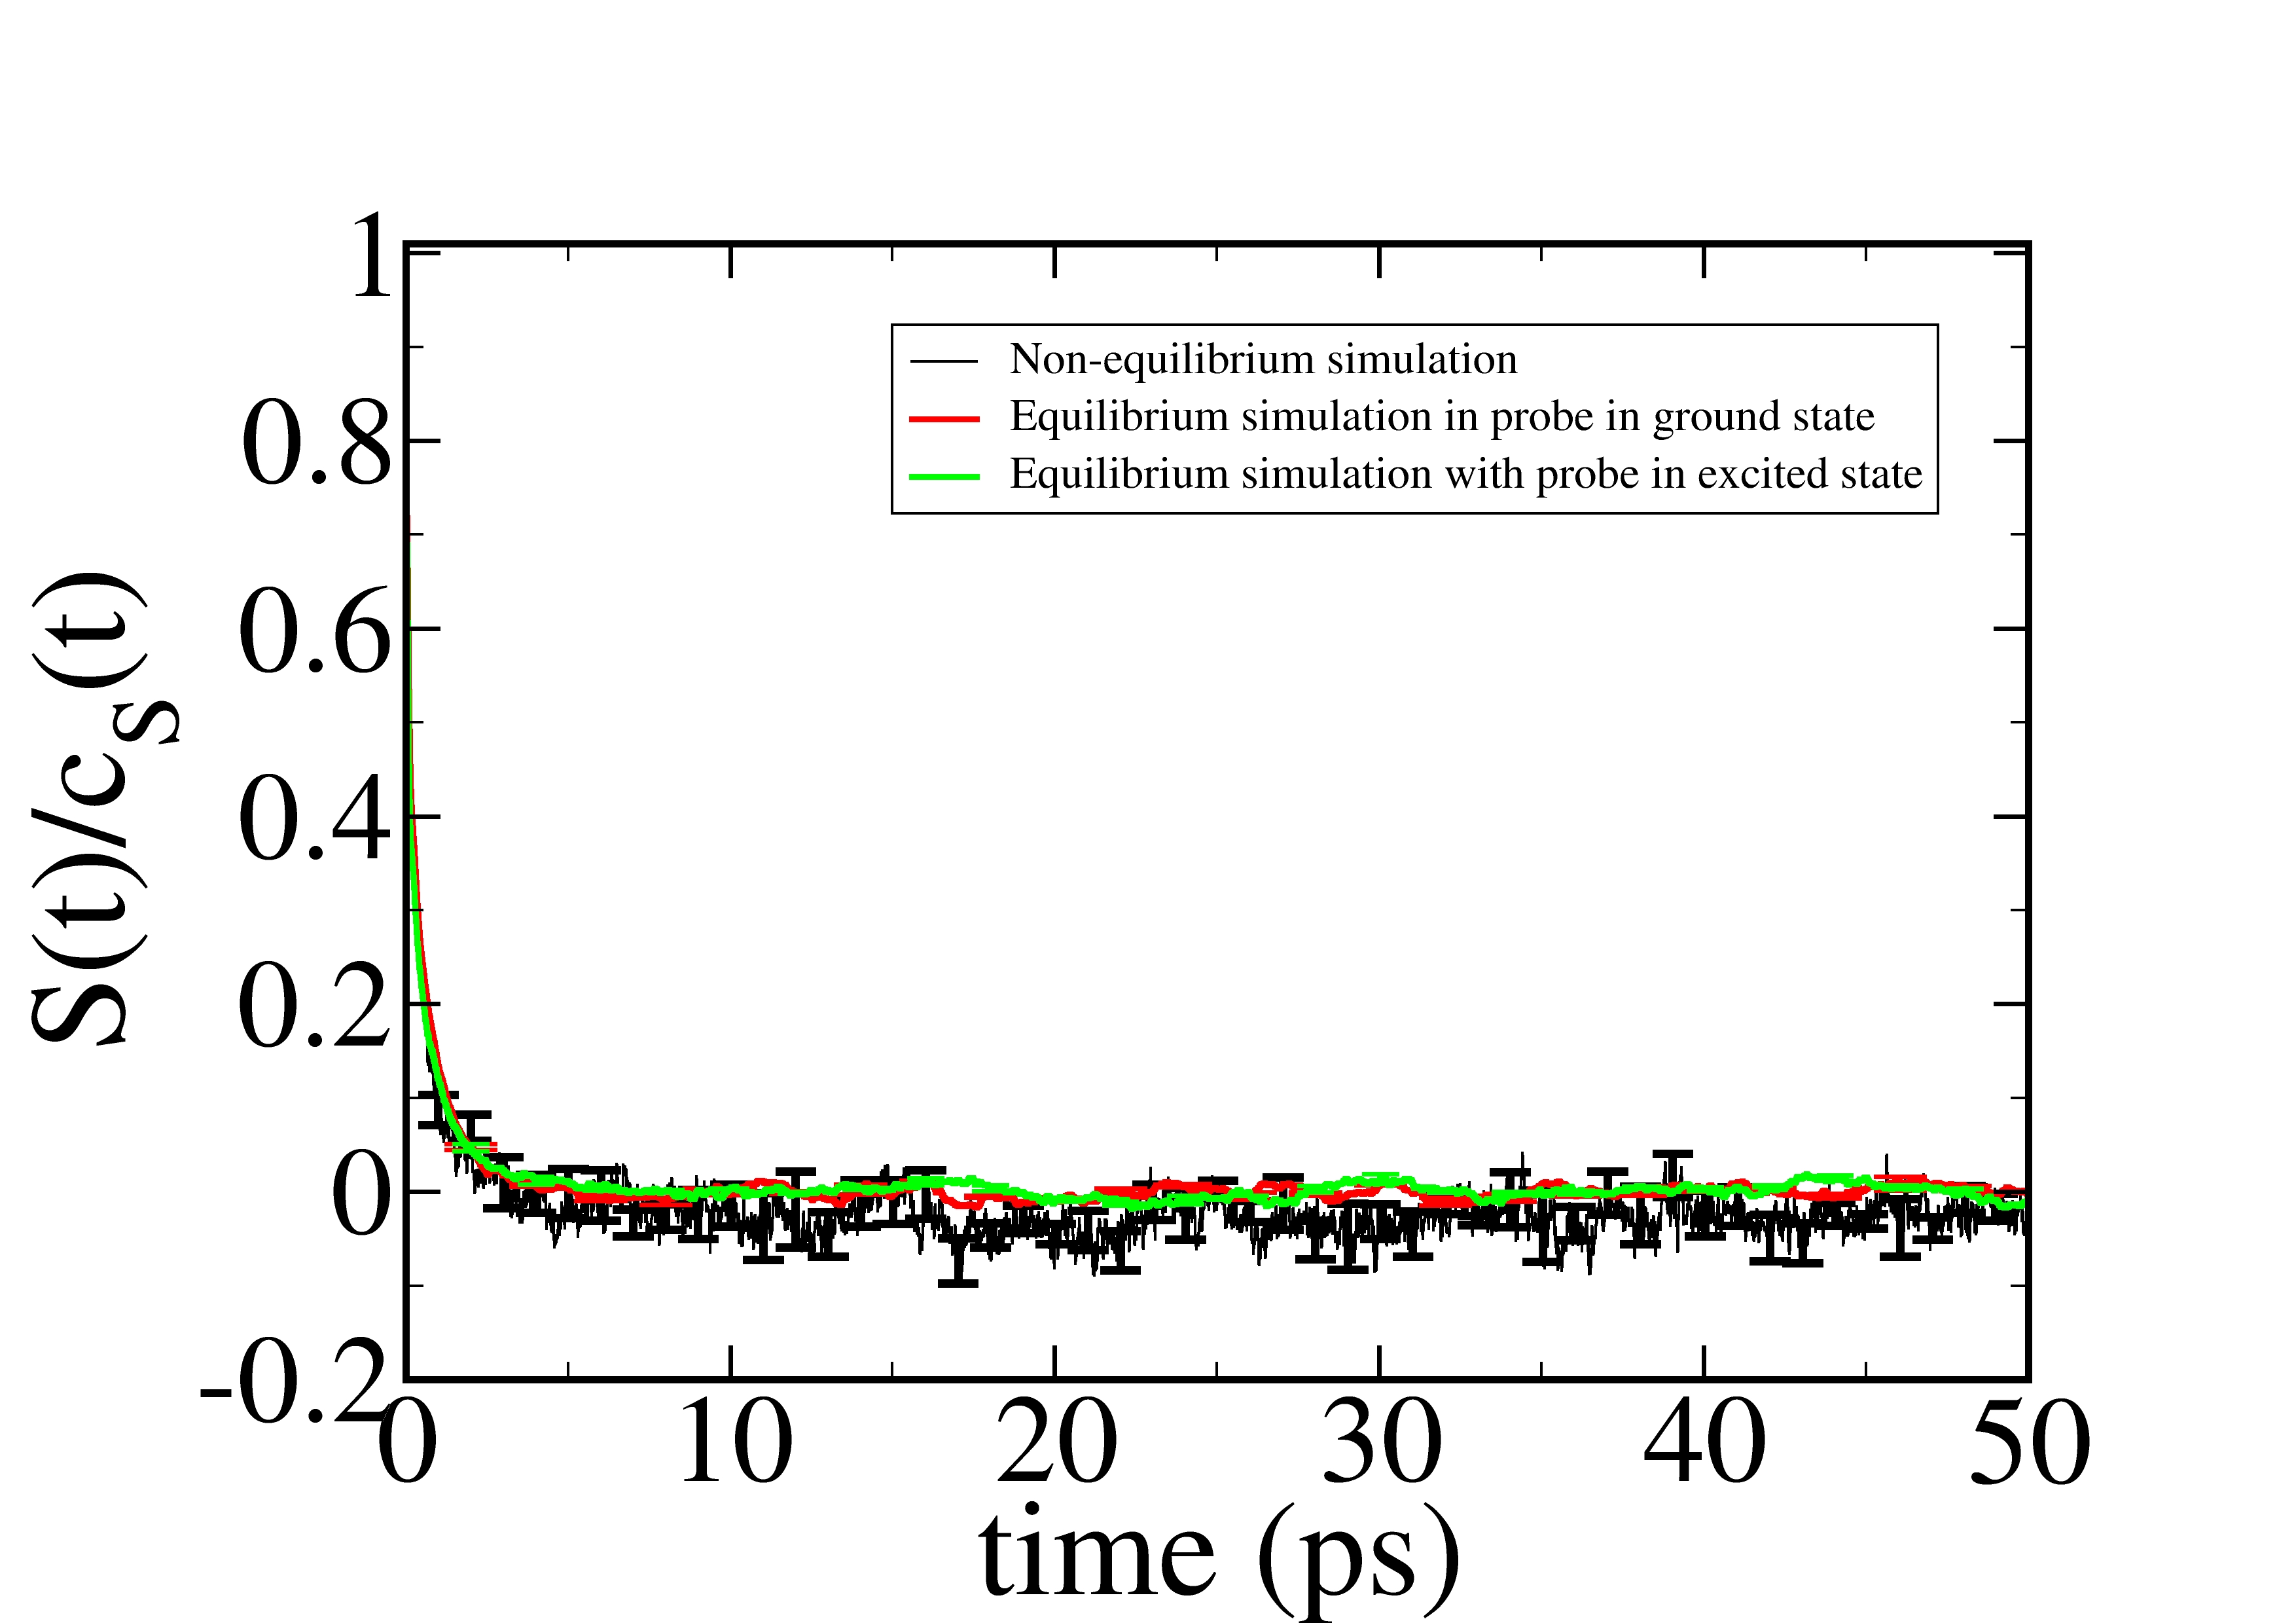 1
0.8
0.6
0.4
0.2
0
-0.2
S(t)/cS(t)
Non-equilibrium simulation
Equilibrium simulation in probe in ground state
Equilibrium simulation with probe in excited state
0 10 20 30 40 50
time (ps)